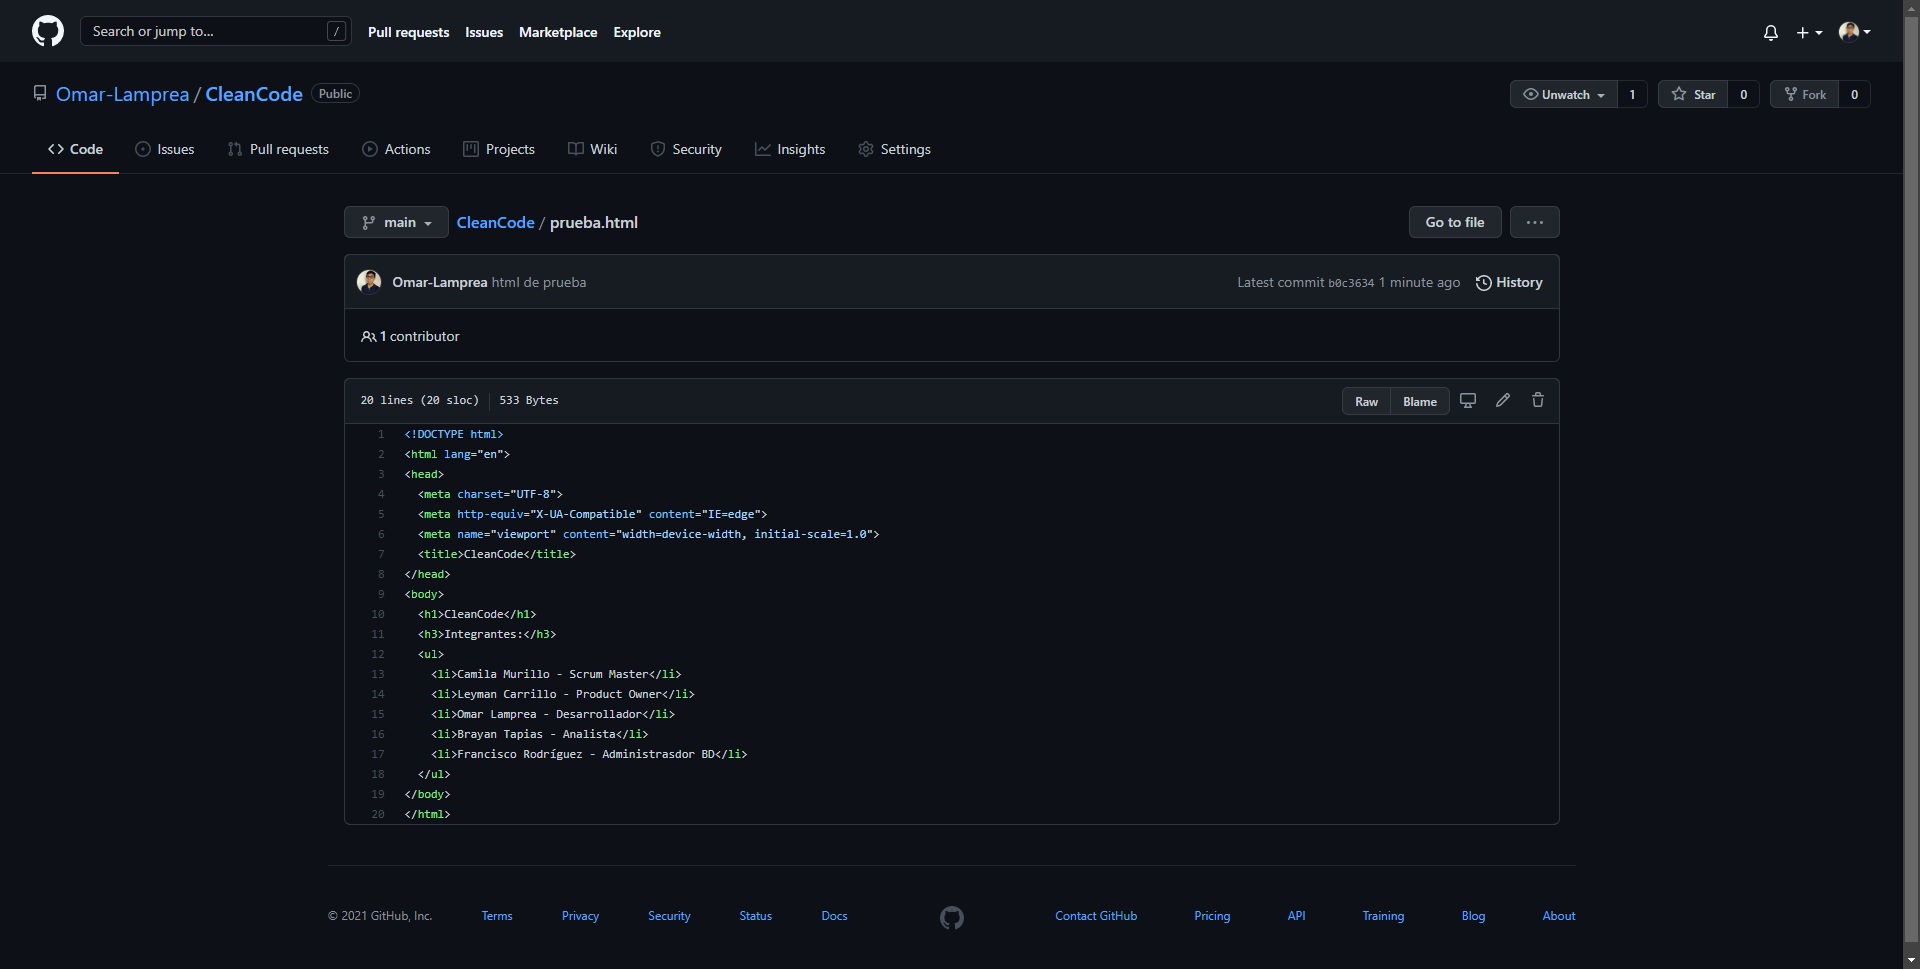 Search or jump to... /
Pull requests Issues Marketplace Explore
Omar-Lamprea / CleanCode Public
Unwatch 1 Star 0 Fork 0
Code Issues Pull requests Actions Projects Wiki Security Insights Settings
main CleanCode / prueba.html Go to file ...
Omar-Lamprea html de prueba Latest commit b0c3634 1 minute ago History
1 contributor
20 lines (20 sloc) 533 Bytes Raw Blame
1 <!DOCTYPE html>
2 <html lang="en">
3 <head>
4 <meta charset="UTF-8">
5 <meta http-equiv="X-UA-Compatible" content="IE=edge">
6 <meta name="viewport" content="width=device-width, initial-scale=1.0">
7 <title>CleanCode</title>
8 </head>
9 <body>
10 <h1>CleanCode</h1>
11 <h3>Integrantes:</h3>
12 <ul>
13 <li>Camila Murillo - Scrum Master</li>
14 <li>Leyman Carrillo - Product Owner</li>
15 <li>Omar Lamprea - Desarrollador</li>
16 <li>Brayan Tapias - Analista</li>
17 <li>Francisco Rodríguez - Administrasdor BD</li>
18 </ul>
19 </body>
20 </html>
© 2021 GitHub, Inc. Terms Privacy Security Status Docs Contact GitHub Pricing API Training Blog About